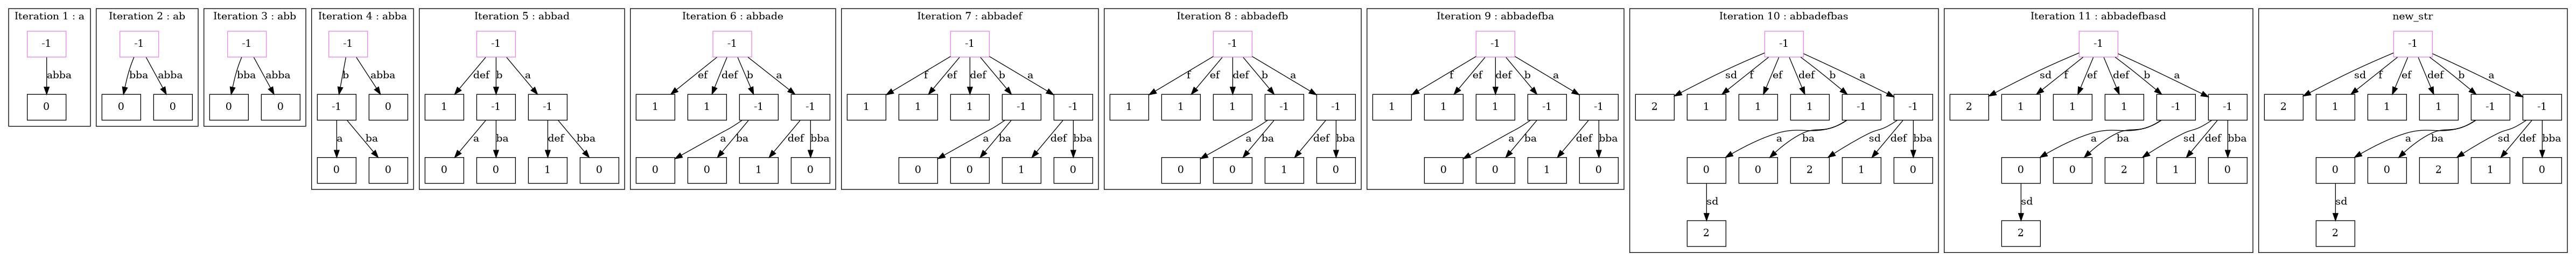 Iteration 1 : a
-1
abba
0
Iteration 2 : ab
-1
bba abba
0 0
Iteration 3 : abb
-1
bba abba
0 0
Iteration 4 : abba
-1
b abba
-1 0
a ba
0 0
Iteration 5 : abbad
-1
def b a
1 -1 -1
a ba def bba
0 0 1 0
Iteration 6 : abbade
-1
ef def b a
1 1 -1 -1
a ba def bba
0 0 1 0
Iteration 7 : abbadef
-1
f ef def b a
1 1 1 -1 -1
a ba def bba
0 0 1 0
Iteration 8 : abbadefb
-1
f ef def b a
1 1 1 -1 -1
a ba def bba
0 0 1 0
Iteration 9 : abbadefba
-1
f ef def b a
1 1 1 -1 -1
a ba def bba
0 0 1 0
Iteration 10 : abbadefbas
-1
sd f ef def b a
2 1 1 1 -1 -1
a ba sd def bba
0 0 2 1 0
sd
2
Iteration 11 : abbadefbasd
-1
sd f ef def b a
2 1 1 1 -1 -1
a ba sd def bba
0 0 2 1 0
sd
2
new_str
-1
sd f ef def b a
2 1 1 1 -1 -1
a ba sd def bba
0 0 2 1 0
sd
2